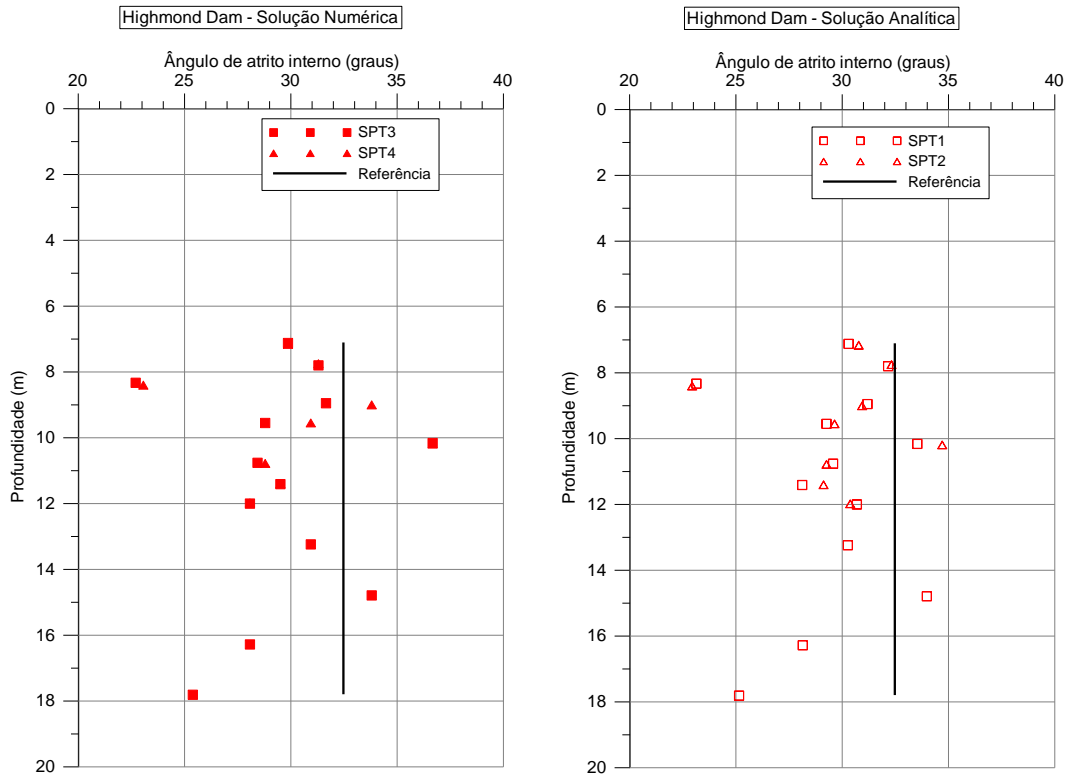 Highmond Dam - Solução Numérica
Ângulo de atrito interno (graus)
20 25 30 35 40
0
2
4
6
8
10
12
14
16
18
20
Profundidade (m)
SPT3
SPT4
Referência
Highmond Dam - Solução Analítica
Ângulo de atrito interno (graus)
20 25 30 35 40
0
2
4
6
8
10
12
14
16
18
20
Profundidade (m)
SPT1
SPT2
Referência